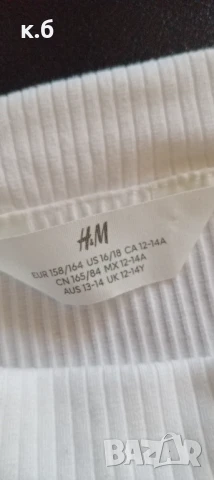 к.б
H&M
EUR 158/164 US 16/18 CA 12-14A
CN 165/84 MX 12-14A
AUS 13-14 UK 12-14Y
bazar